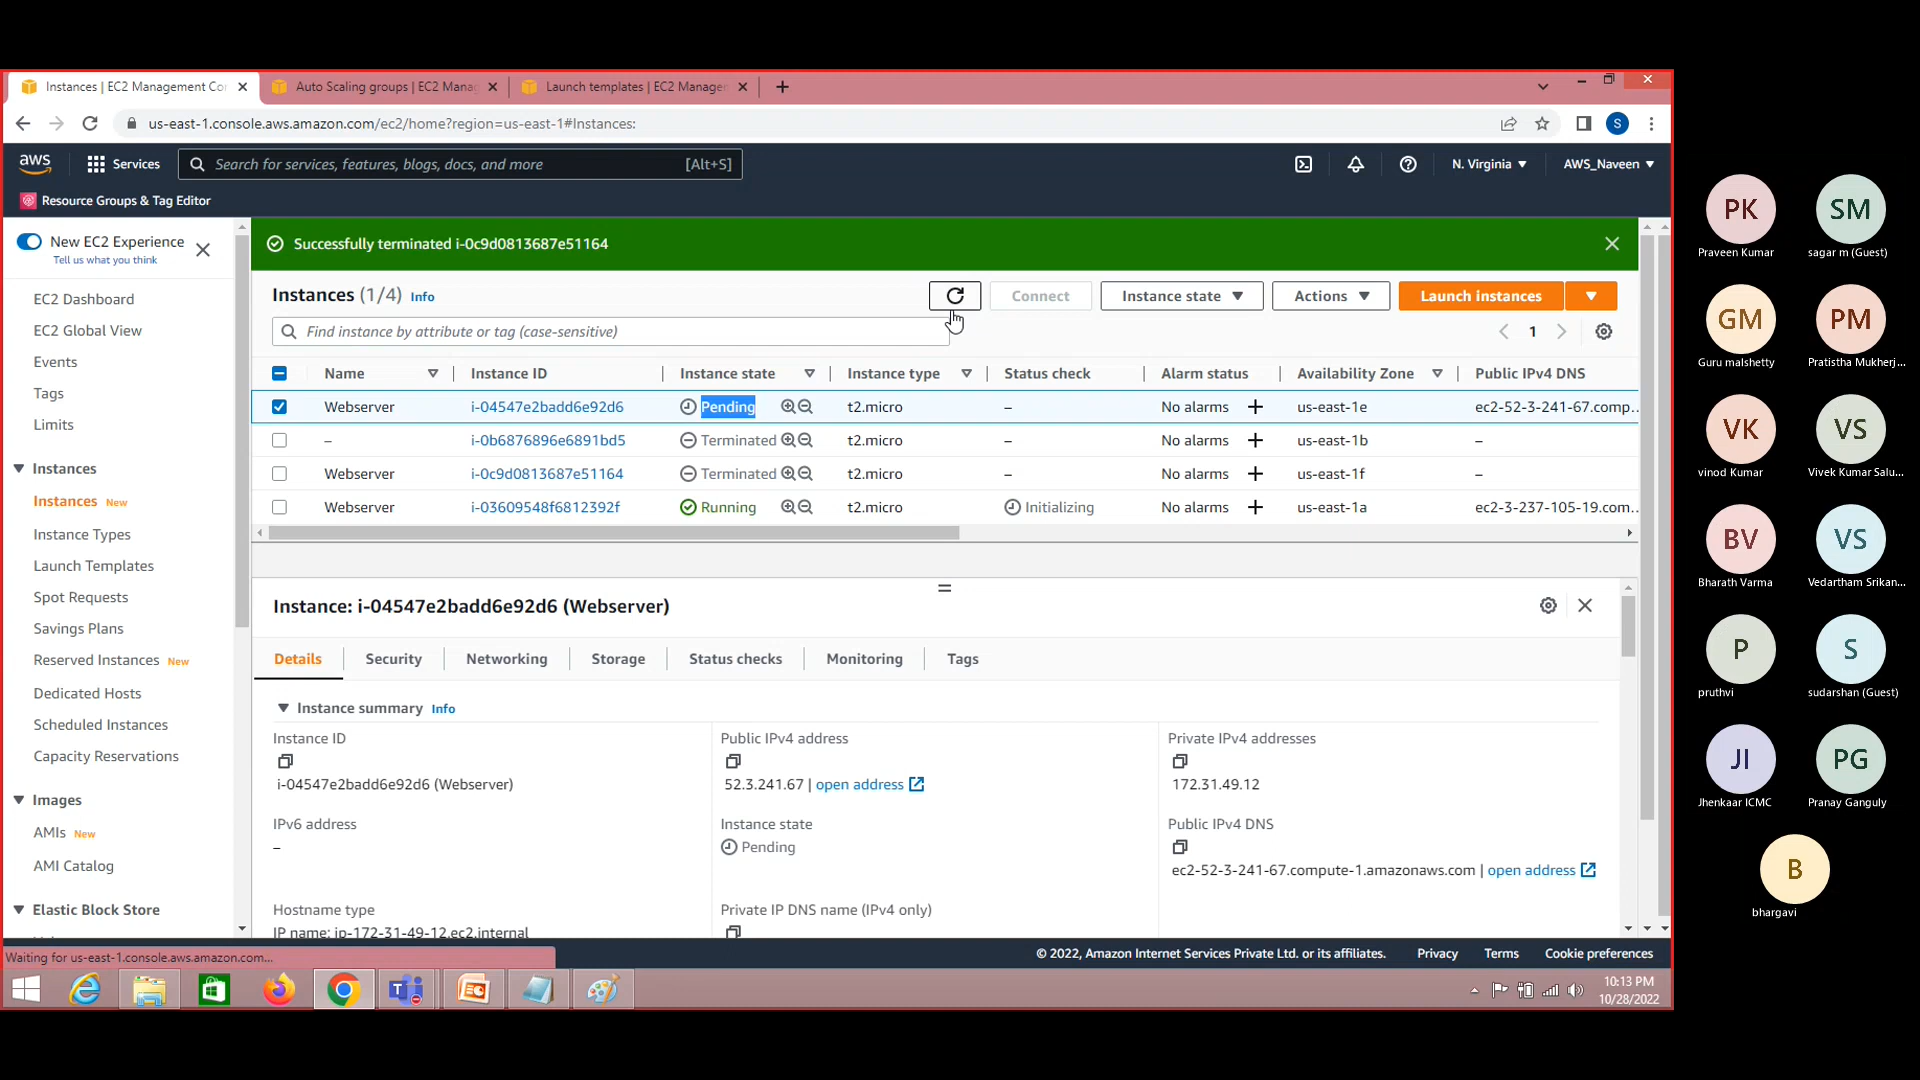 Instances | EC2 Management Co
Auto Scaling groups | EC2 Mana
Launch templates | EC2 Manage
us-east-1.console.aws.amazon.com/ec2/home?region=us-east-1#Instances:
S
aws
Services
Search for services, features, blogs, docs, and more
[Alt+S]
N. Virginia
AWS_Naveen
Resource Groups & Tag Editor
New EC2 Experience
Tell us what you think
EC2 Dashboard
EC2 Global View
Events
Tags
Limits
Instances
Instances New
Instance Types
Launch Templates
Spot Requests
Savings Plans
Reserved Instances New
Dedicated Hosts
Scheduled Instances
Capacity Reservations
Images
AMIs New
AMI Catalog
Elastic Block Store
Successfully terminated i-0c9d0813687e51164
Instances (1/4) Info
Connect
Instance state
Actions
Launch instances
Find instance by attribute or tag (case-sensitive)
1
Name Instance ID Instance state Instance type Status check Alarm status Availability Zone Public IPv4 DNS
Webserver i-04547e2badd6e92d6 Pending t2.micro – No alarms + us-east-1e ec2-52-3-241-67.comp...
– i-0b6876896e6891bd5 Terminated t2.micro – No alarms + us-east-1b –
Webserver i-0c9d0813687e51164 Terminated t2.micro – No alarms + us-east-1f –
Webserver i-03609548f6812392f Running t2.micro Initializing No alarms + us-east-1a ec2-3-237-105-19.com...
Instance: i-04547e2badd6e92d6 (Webserver)
Details Security Networking Storage Status checks Monitoring Tags
Instance summary Info
Instance ID
i-04547e2badd6e92d6 (Webserver)
Public IPv4 address
52.3.241.67 | open address
Private IPv4 addresses
172.31.49.12
IPv6 address
–
Instance state
Pending
Public IPv4 DNS
ec2-52-3-241-67.compute-1.amazonaws.com | open address
Hostname type
IP name: ip-172-31-49-12.ec2.internal
Private IP DNS name (IPv4 only)
Waiting for us-east-1.console.aws.amazon.com...
© 2022, Amazon Internet Services Private Ltd. or its affiliates.
Privacy
Terms
Cookie preferences
10:13 PM
10/28/2022
PK
Praveen Kumar
SM
sagar m (Guest)
GM
Guru malshetty
PM
Pratistha Mukherj...
VK
vinod Kumar
VS
Vivek Kumar Salu...
BV
Bharath Varma
VS
Vedartham Srikan...
P
pruthvi
S
sudarshan (Guest)
JI
Jhenkaar ICMC
PG
Pranay Ganguly
B
bhargavi